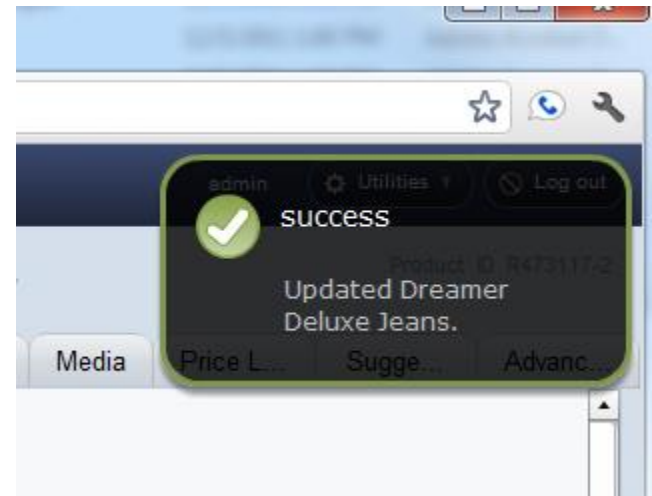 admin Utilities Log out
success
Product ID R473117-2
Updated Dreamer
Deluxe Jeans.
Media Price L... Sugge... Advanc...